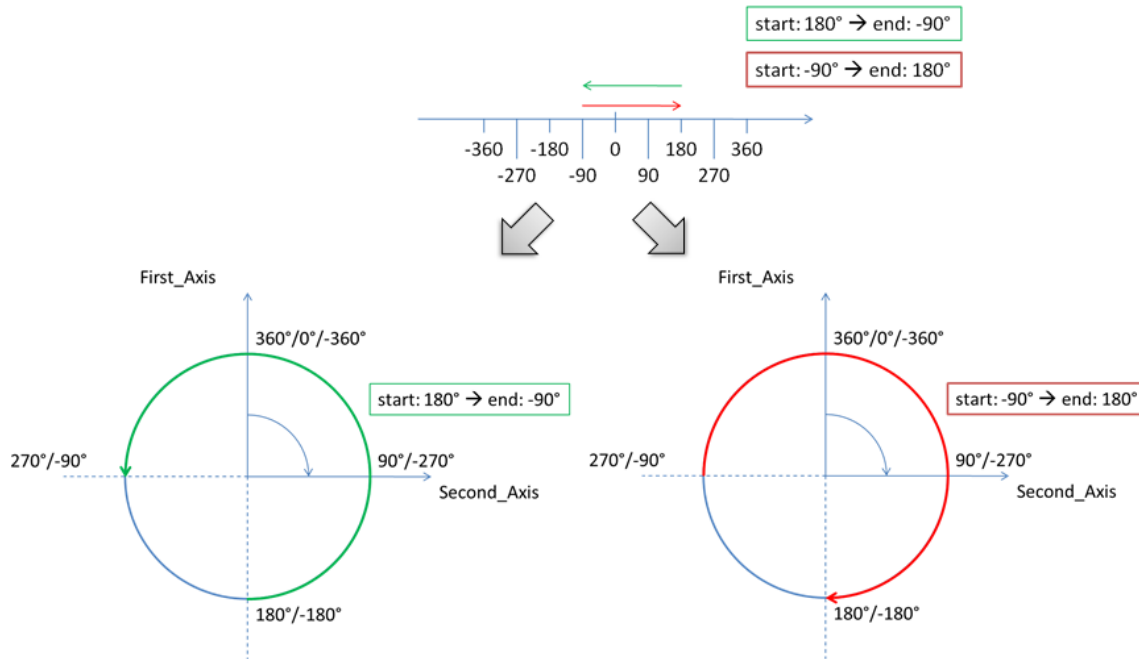 start: 180° → end: -90°
start: -90° → end: 180°
-360 -180 0 180 360
-270 -90 90 270
First_Axis
360°/0°/-360°
start: 180° → end: -90°
270°/-90°
90°/-270°
Second_Axis
180°/-180°
First_Axis
360°/0°/-360°
start: -90° → end: 180°
270°/-90°
90°/-270°
Second_Axis
180°/-180°